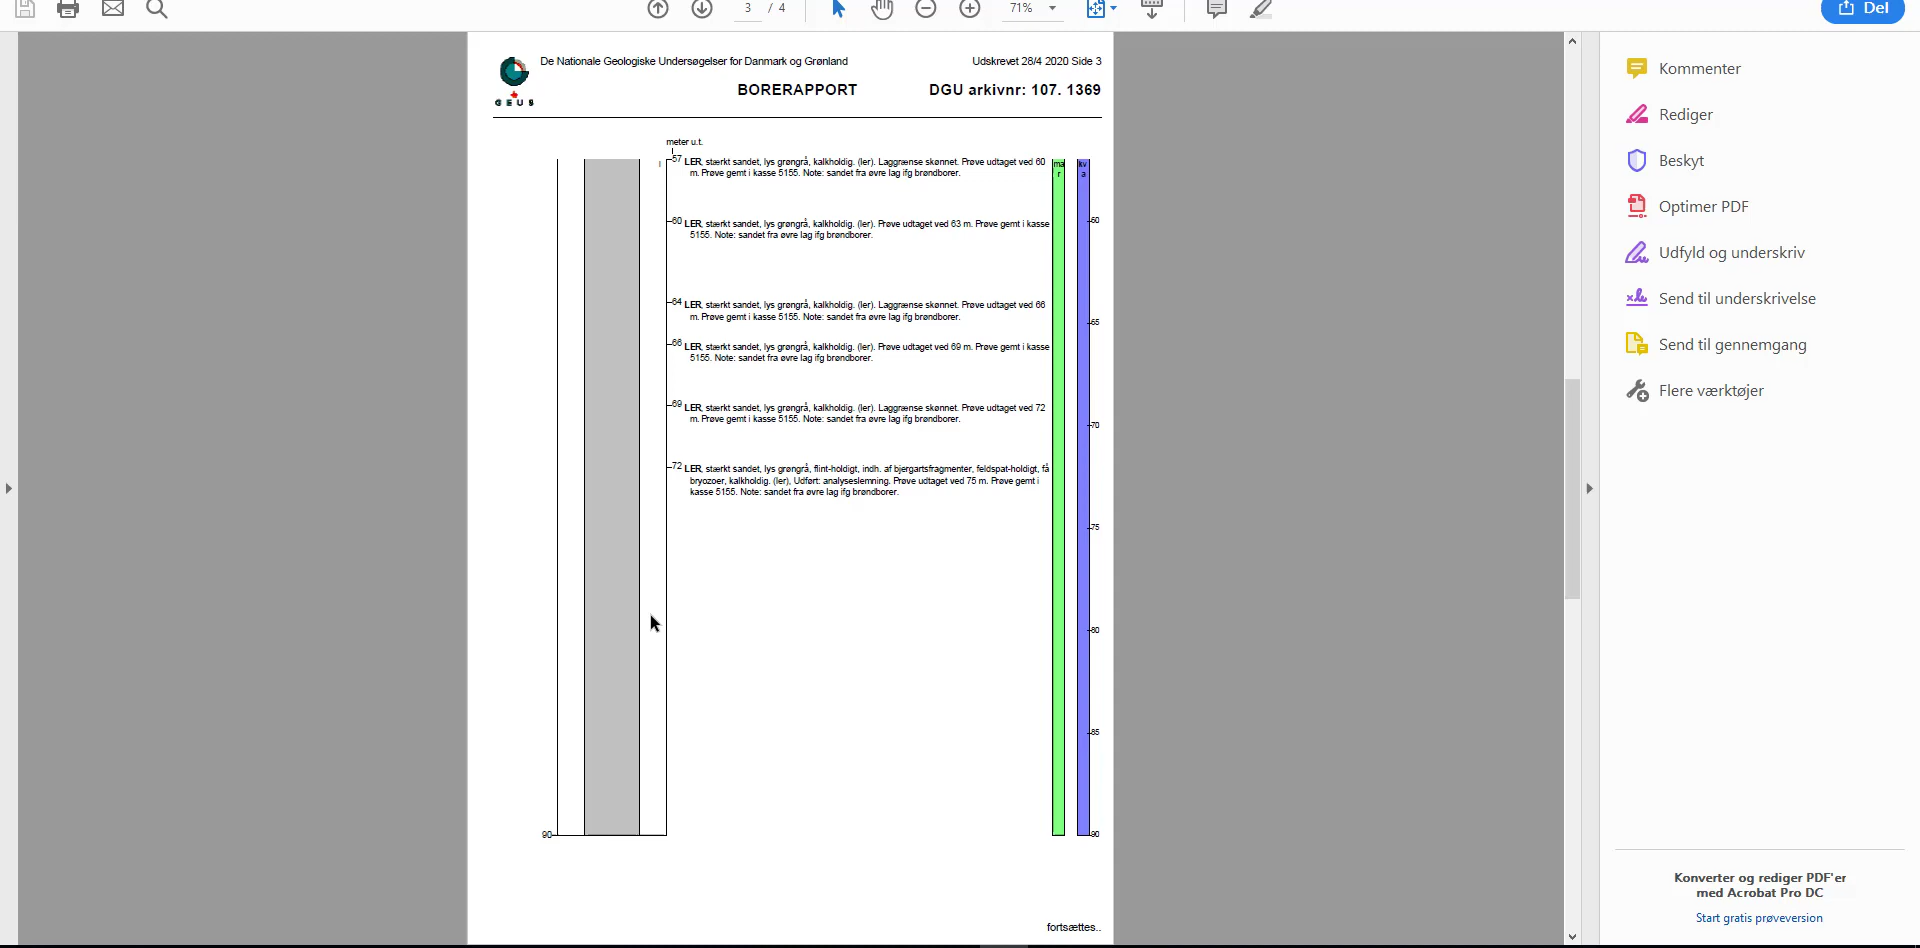 3 / 4
71%
Del
De Nationale Geologiske Undersøgelser for Danmark og Grønland
Udskrevet 28/4 2020 Side 3
GEUS
BORERAPPORT
DGU arkivnr: 107. 1369
meter u.t.
57 LER, stærkt sandet, lys grøngrå, kalkholdig. (ler). Laggrænse skønnet. Prøve udtaget ved 60
m. Prøve gemt i kasse 5155. Note: sandet fra øvre lag ifg brøndborer.
ma
r
kv
a
60 LER, stærkt sandet, lys grøngrå, kalkholdig. (ler). Prøve udtaget ved 63 m. Prøve gemt i kasse
5155. Note: sandet fra øvre lag ifg brøndborer.
60
64 LER, stærkt sandet, lys grøngrå, kalkholdig. (ler). Laggrænse skønnet. Prøve udtaget ved 66
m. Prøve gemt i kasse 5155. Note: sandet fra øvre lag ifg brøndborer.
65
66 LER, stærkt sandet, lys grøngrå, kalkholdig. (ler). Prøve udtaget ved 69 m. Prøve gemt i kasse
5155. Note: sandet fra øvre lag ifg brøndborer.
69 LER, stærkt sandet, lys grøngrå, kalkholdig. (ler). Laggrænse skønnet. Prøve udtaget ved 72
m. Prøve gemt i kasse 5155. Note: sandet fra øvre lag ifg brøndborer.
70
72 LER, stærkt sandet, lys grøngrå, flint-holdigt, indh. af bjergartsfragmenter, feldspat-holdigt, få
bryozoer, kalkholdig. (ler), Udført: analyseslemning. Prøve udtaget ved 75 m. Prøve gemt i
kasse 5155. Note: sandet fra øvre lag ifg brøndborer.
75
80
85
90
90
fortsættes..
Kommenter
Rediger
Beskyt
Optimer PDF
Udfyld og underskriv
Send til underskrivelse
Send til gennemgang
Flere værktøjer
Konverter og rediger PDF'er
med Acrobat Pro DC
Start gratis prøveversion